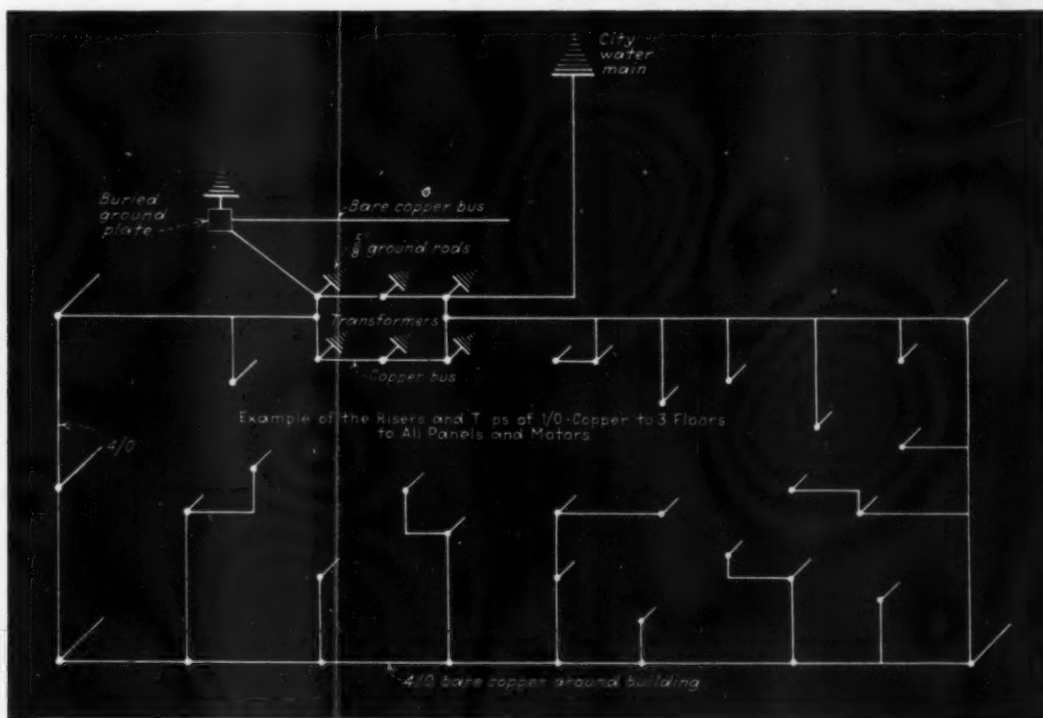 City
water
main
Buried
ground
plate
Bare copper bus
5/8" ground rods
Transformers
Copper bus
Example of the Risers and T ps of 1/0-Copper to 3 Floors
to All Panels and Motors
4/0
4/0 bare copper around building